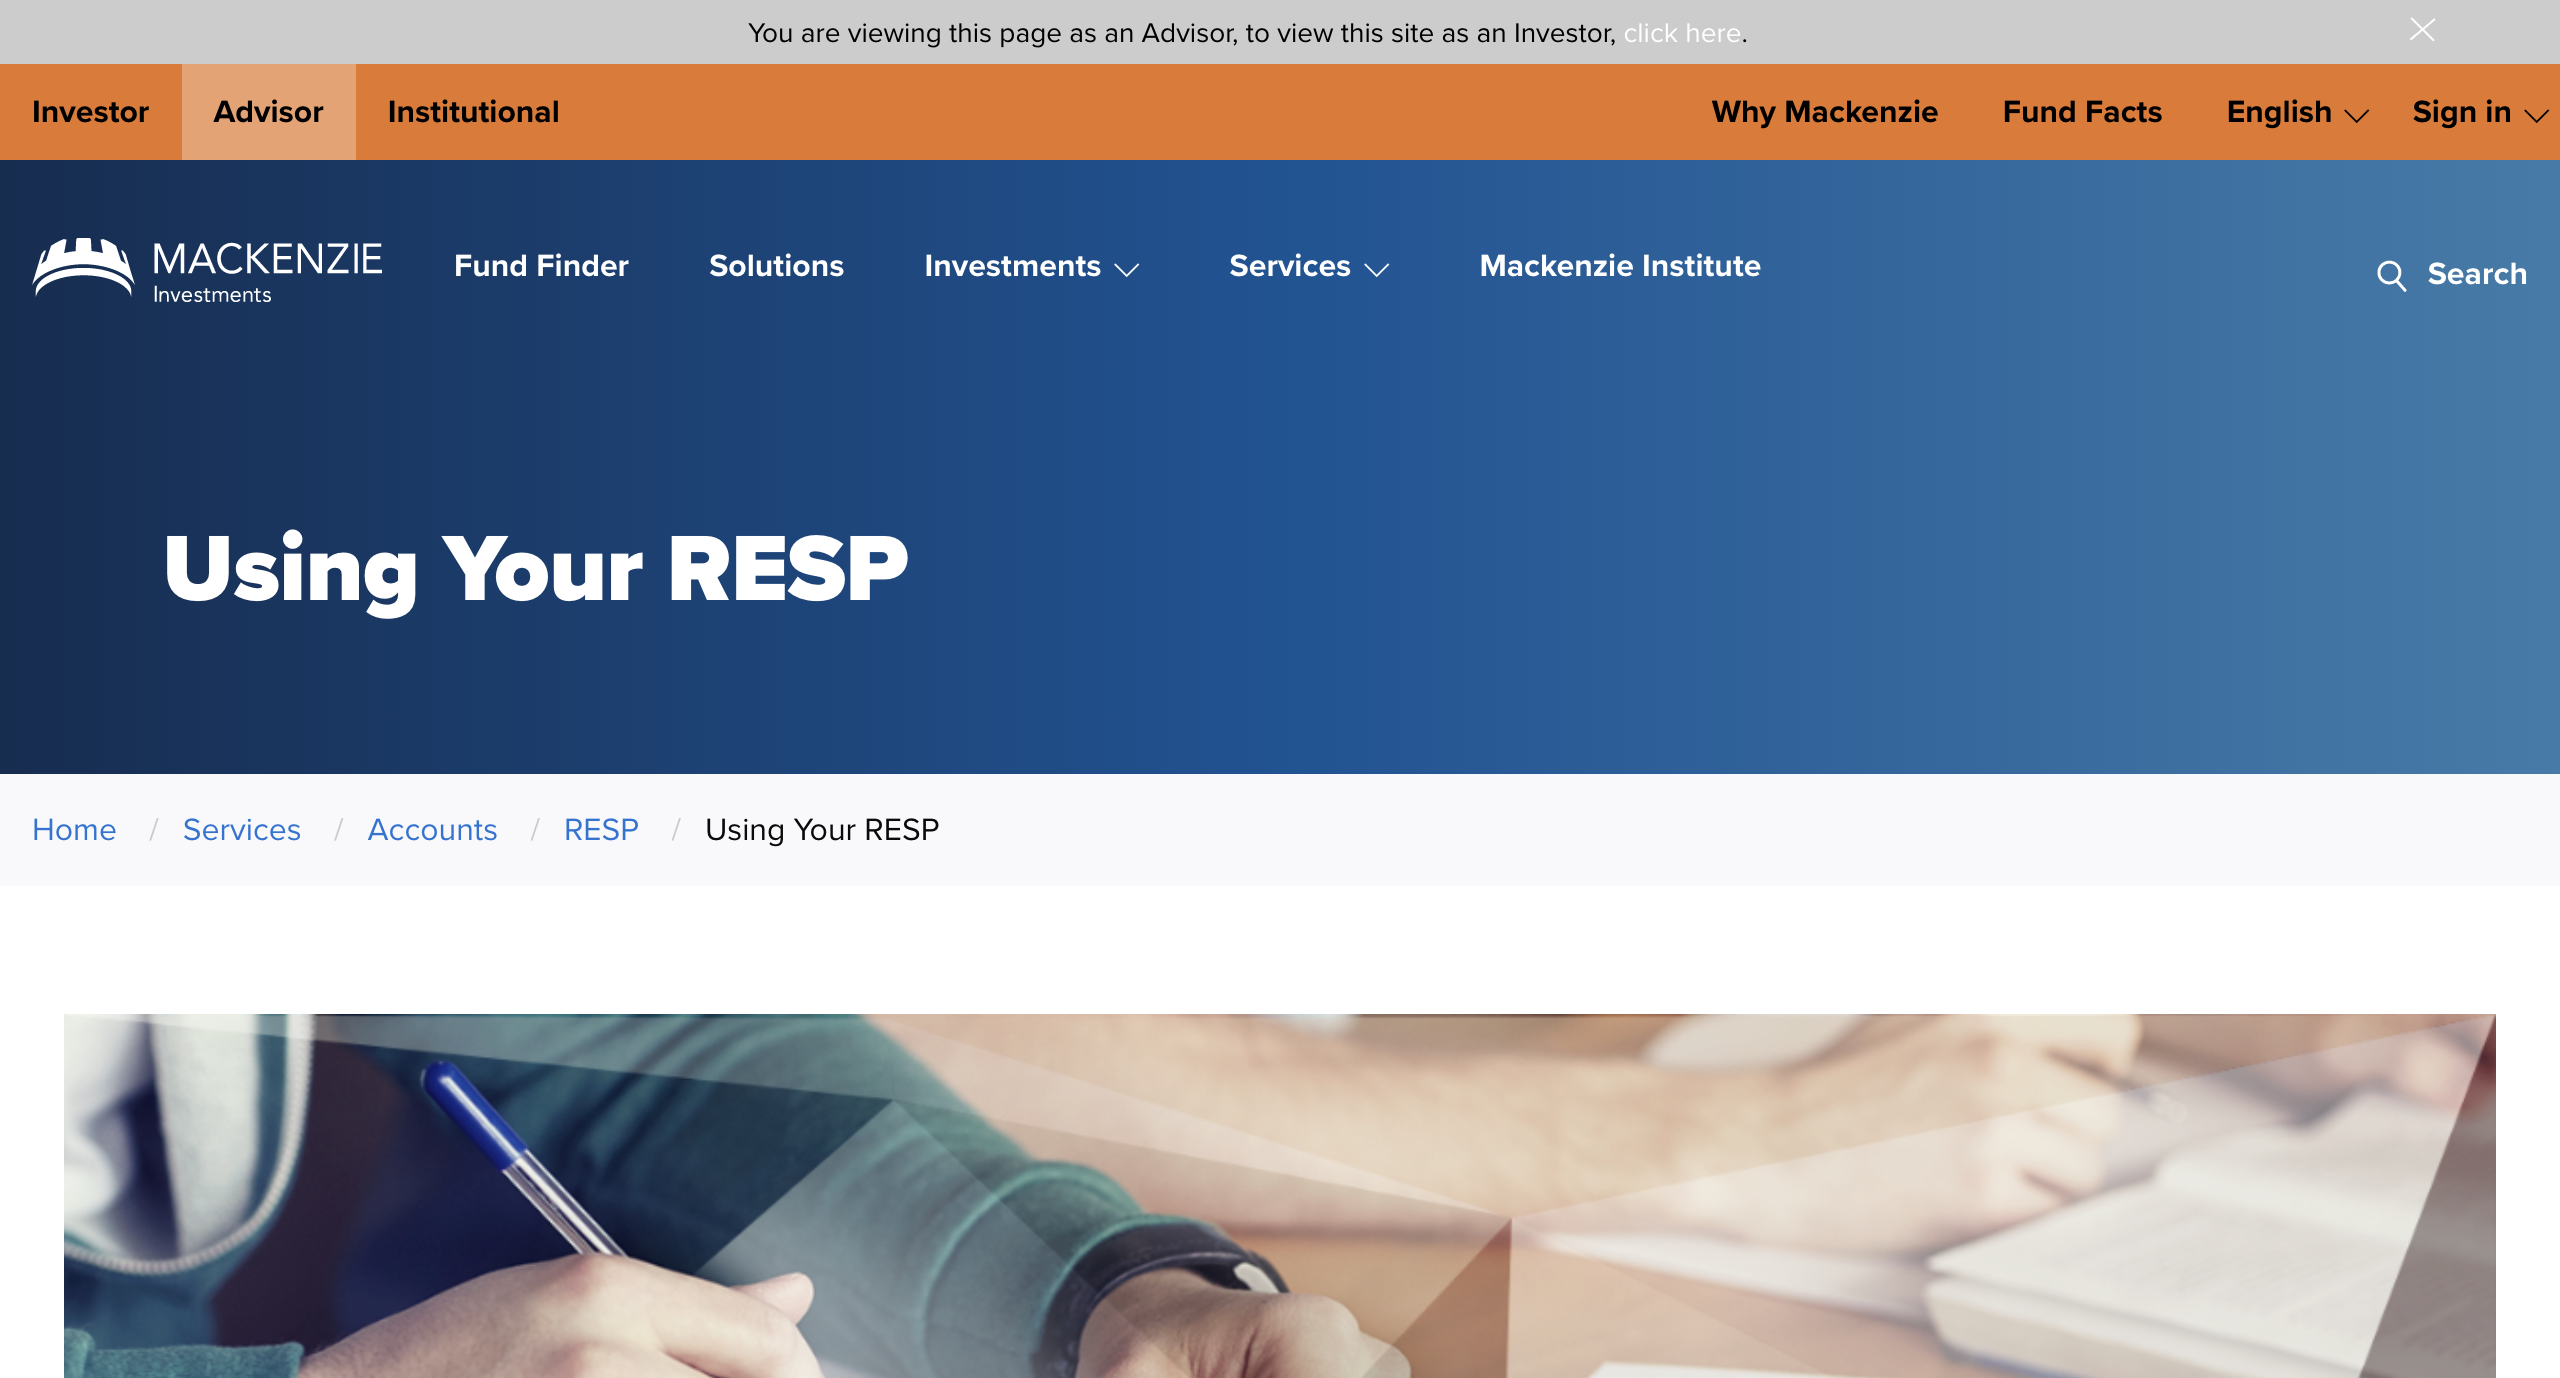 You are viewing this page as an Advisor, to view this site as an Investor, click here.
Investor Advisor Institutional Why Mackenzie Fund Facts English Sign in
MACKENZIE
Investments
Fund Finder Solutions Investments Services Mackenzie Institute Search
Using Your RESP
Home / Services / Accounts / RESP / Using Your RESP